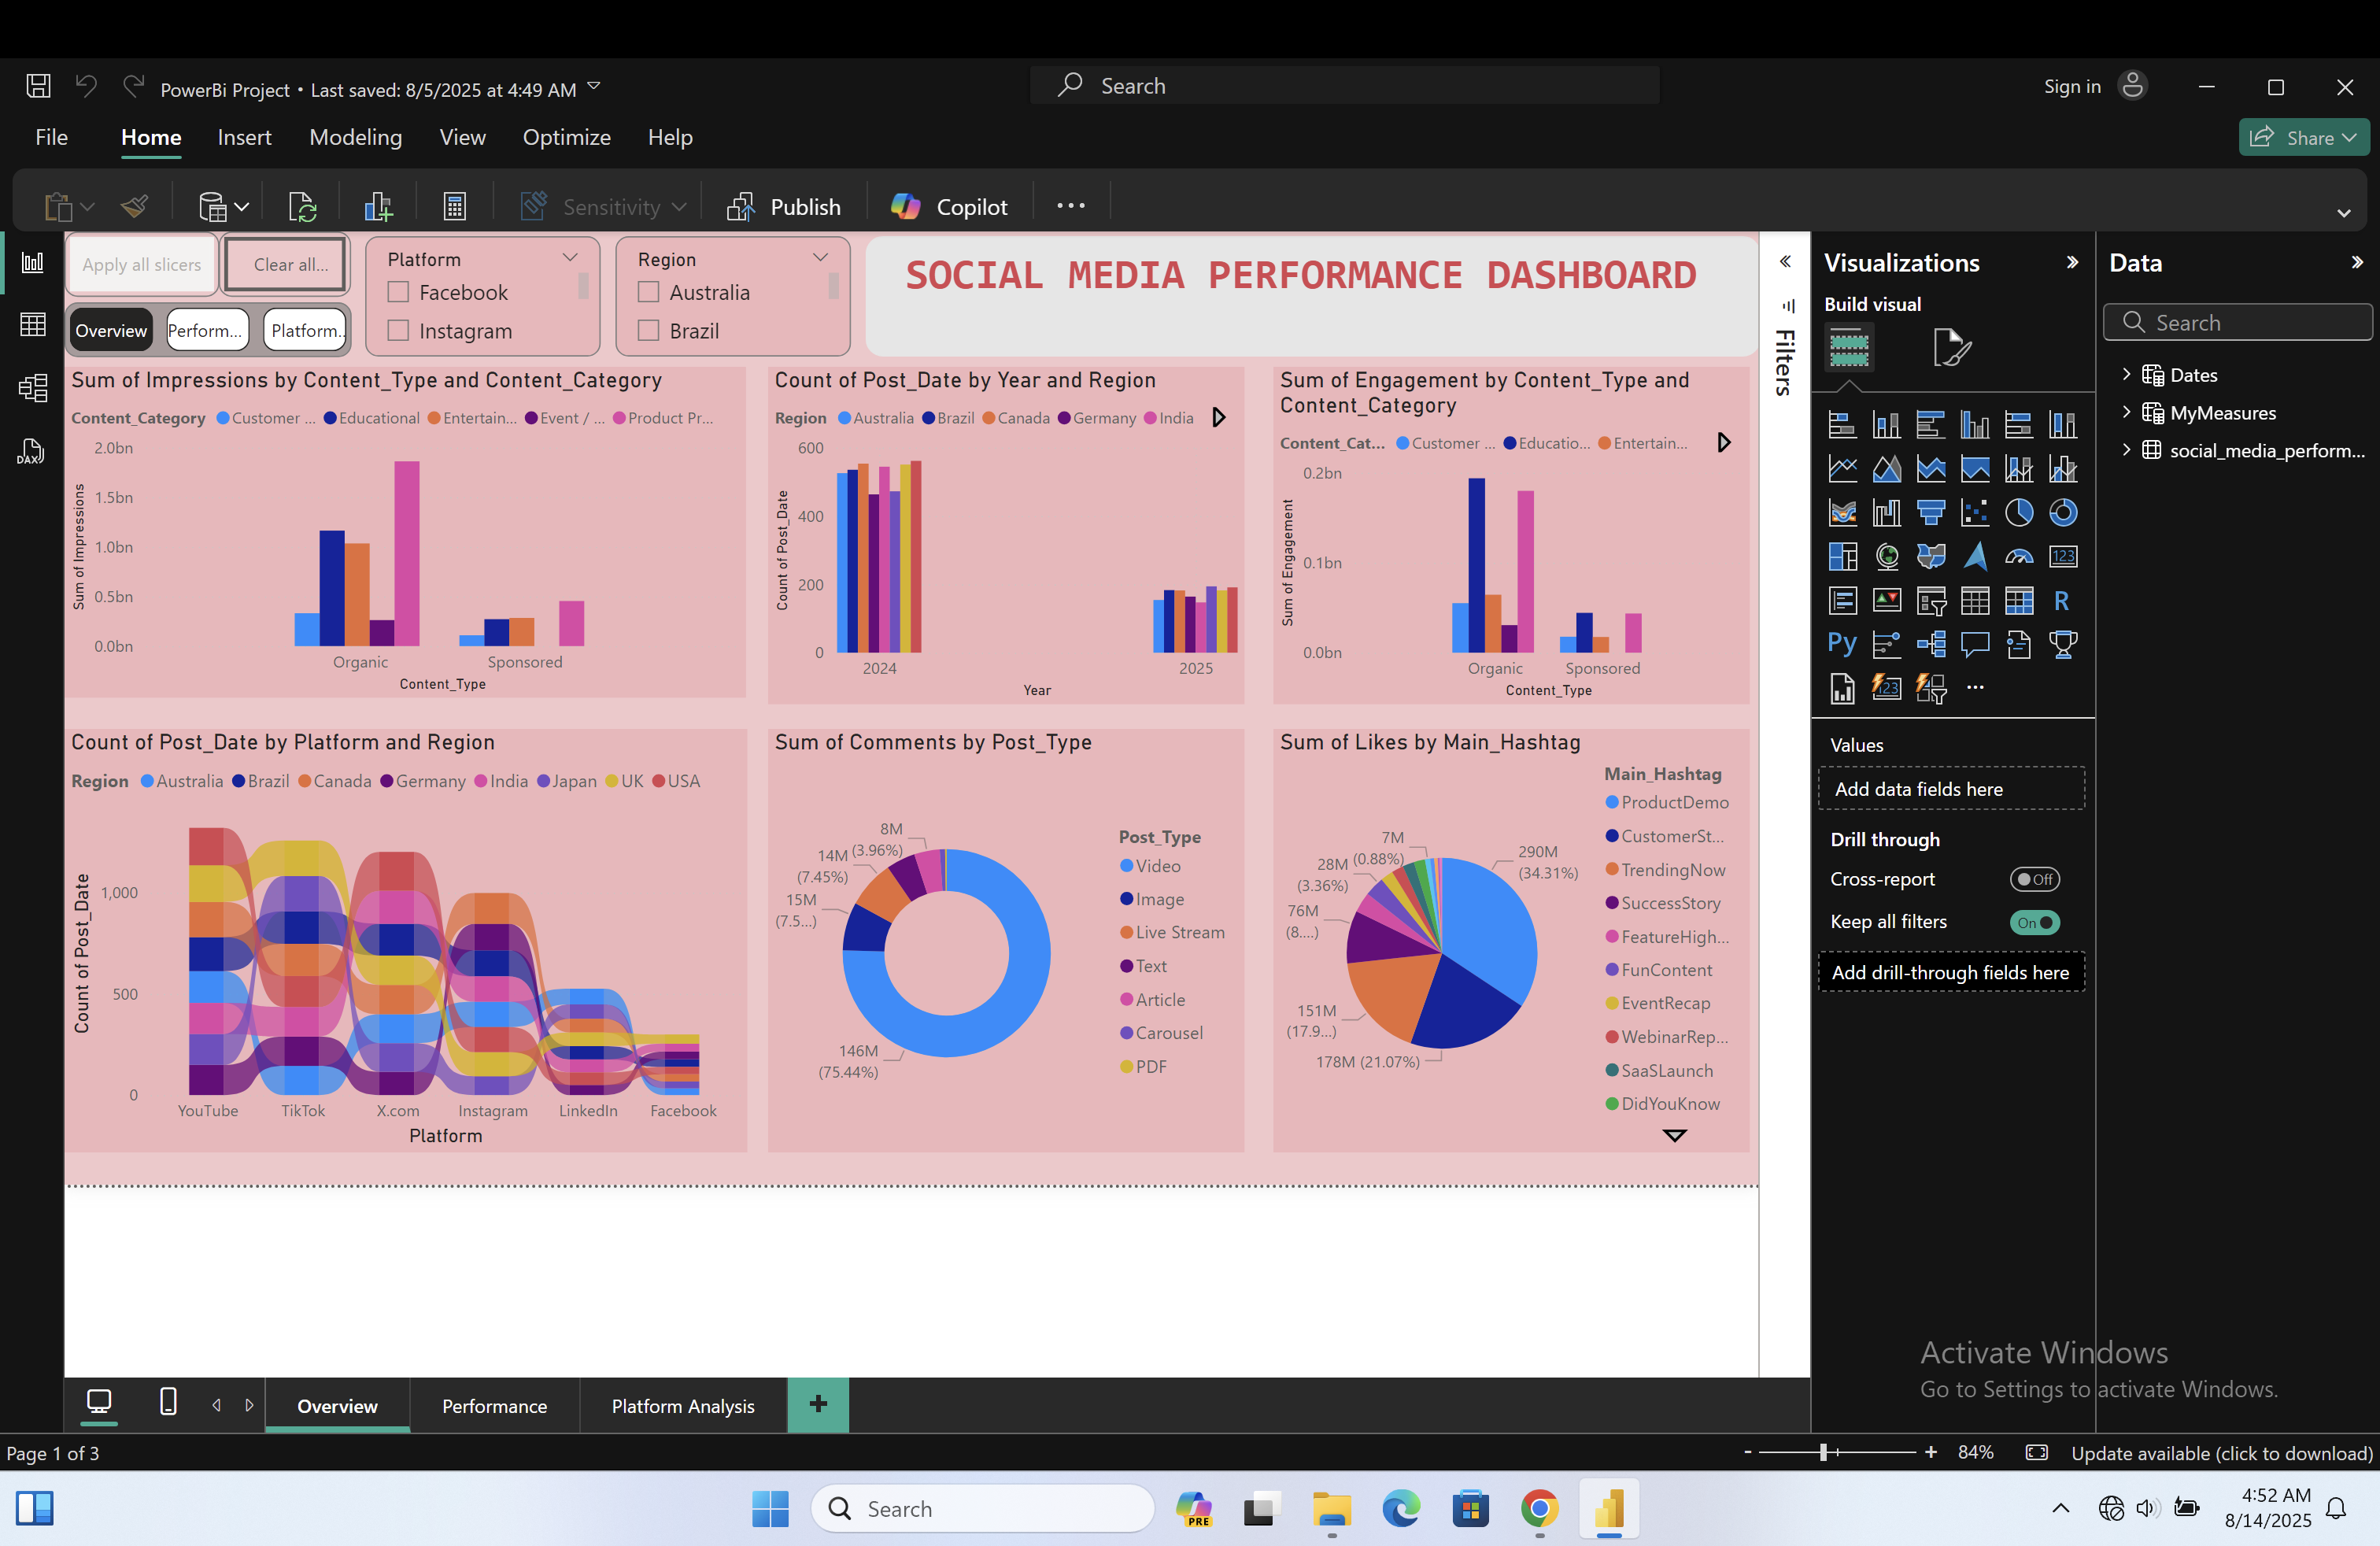 PowerBi Project • Last saved: 8/5/2025 at 4:49 AM
Search
Sign in
File Home Insert Modeling View Optimize Help
Share
Sensitivity
Publish
Copilot
Apply all slicers
Clear all...
Overview
Perform...
Platform...
Platform
Facebook
Instagram
Region
Australia
Brazil
SOCIAL MEDIA PERFORMANCE DASHBOARD
Sum of Impressions by Content_Type and Content_Category
Content_Category Customer ... Educational Entertain... Event / ... Product Pr...
Sum of Impressions
2.0bn
1.5bn
1.0bn
0.5bn
0.0bn
Organic Sponsored
Content_Type
Count of Post_Date by Year and Region
Region Australia Brazil Canada Germany India
Count of Post_Date
600
400
200
0
2024 2025
Year
Sum of Engagement by Content_Type and
Content_Category
Content_Cat... Customer ... Educatio... Entertain...
Sum of Engagement
0.2bn
0.1bn
0.0bn
Organic Sponsored
Content_Type
Count of Post_Date by Platform and Region
Region Australia Brazil Canada Germany India Japan UK USA
Count of Post_Date
1,000
500
0
YouTube TikTok X.com Instagram LinkedIn Facebook
Platform
Sum of Comments by Post_Type
8M
(3.96%)
14M
(7.45%)
15M
(7.5...)
146M
(75.44%)
Post_Type
Video
Image
Live Stream
Text
Article
Carousel
PDF
Sum of Likes by Main_Hashtag
7M
(0.88%)
28M
(3.36%)
76M
(8....)
151M
(17.9...)
178M (21.07%)
290M
(34.31%)
Main_Hashtag
ProductDemo
CustomerSt...
TrendingNow
SuccessStory
FeatureHigh...
FunContent
EventRecap
WebinarRep...
SaaSLaunch
DidYouKnow
Filters
Visualizations
Build visual
123
R
Py
123
Values
Add data fields here
Drill through
Cross-report
Off
Keep all filters
On
Add drill-through fields here
Data
Search
Dates
MyMeasures
social_media_perform...
DAX
Activate Windows
Go to Settings to activate Windows.
Overview Performance Platform Analysis +
Page 1 of 3
- + 84%
Update available (click to download)
Search
PRE
4:52 AM
8/14/2025